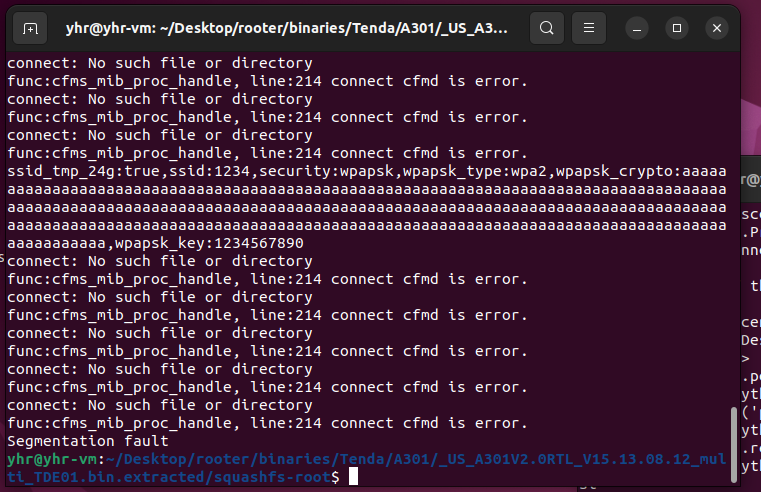 yhr@yhr-vm: ~/Desktop/rooter/binaries/Tenda/A301/_US_A3...
connect: No such file or directory
func:cfms_mib_proc_handle, line:214 connect cfmd is error.
connect: No such file or directory
func:cfms_mib_proc_handle, line:214 connect cfmd is error.
connect: No such file or directory
func:cfms_mib_proc_handle, line:214 connect cfmd is error.
ssid_tmp_24g:true,ssid:1234,security:wpapsk,wpapsk_type:wpa2,wpapsk_crypto:aaaaa
aaaaaaaaaaaaaaaaaaaaaaaaaaaaaaaaaaaaaaaaaaaaaaaaaaaaaaaaaaaaaaaaaaaaaaaaaaaaaaaa
aaaaaaaaaaaaaaaaaaaaaaaaaaaaaaaaaaaaaaaaaaaaaaaaaaaaaaaaaaaaaaaaaaaaaaaaaaaaaaaa
aaaaaaaaaaaaaaaaaaaaaaaaaaaaaaaaaaaaaaaaaaaaaaaaaaaaaaaaaaaaaaaaaaaaaaaaaaaaaaaa
aaaaaaaaaaa,wpapsk_key:1234567890
connect: No such file or directory
func:cfms_mib_proc_handle, line:214 connect cfmd is error.
connect: No such file or directory
func:cfms_mib_proc_handle, line:214 connect cfmd is error.
connect: No such file or directory
func:cfms_mib_proc_handle, line:214 connect cfmd is error.
connect: No such file or directory
func:cfms_mib_proc_handle, line:214 connect cfmd is error.
connect: No such file or directory
func:cfms_mib_proc_handle, line:214 connect cfmd is error.
Segmentation fault
yhr@yhr-vm:~/Desktop/rooter/binaries/Tenda/A301/_US_A301V2.0RTL_V15.13.08.12_mul
ti_TDE01.bin.extracted/squashfs-root$